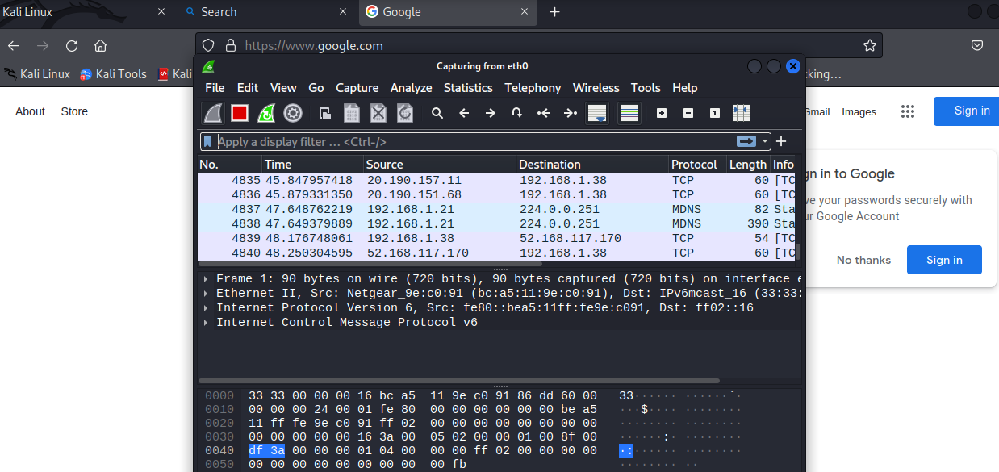 Kali Linux
Search
Google
https://www.google.com
Kali Linux
Kali Tools
Kali
king…
About
Store
Gmail
Images
Sign in
Capturing from eth0
File Edit View Go Capture Analyze Statistics Telephony Wireless Tools Help
Apply a display filter … <Ctrl-/>
No. Time Source Destination Protocol Length Info
4835 45.847957418 20.190.157.11 192.168.1.38 TCP 60 [TC
4836 45.879331350 20.190.151.68 192.168.1.38 TCP 60 [TC
4837 47.648762219 192.168.1.21 224.0.0.251 MDNS 82 Sta
4838 47.649379889 192.168.1.21 224.0.0.251 MDNS 390 Sta
4839 48.176748061 192.168.1.38 52.168.117.170 TCP 54 [TC
4840 48.250304595 52.168.117.170 192.168.1.38 TCP 60 [TC
Frame 1: 90 bytes on wire (720 bits), 90 bytes captured (720 bits) on interface e
Ethernet II, Src: Netgear_9e:c0:91 (bc:a5:11:9e:c0:91), Dst: IPv6mcast_16 (33:33:
Internet Protocol Version 6, Src: fe80::bea5:11ff:fe9e:c091, Dst: ff02::16
Internet Control Message Protocol v6
0000 33 33 00 00 00 16 bc a5 11 9e c0 91 86 dd 60 00 33······ ······`·
0010 00 00 00 24 00 01 fe 80 00 00 00 00 00 00 be a5 ···$···· ········
0020 11 ff fe 9e c0 91 ff 02 00 00 00 00 00 00 00 00 ········ ········
0030 00 00 00 00 00 16 3a 00 05 02 00 00 01 00 8f 00 ······:· ········
0040 df 3a 00 00 00 01 04 00 00 00 ff 02 00 00 00 00 ·:······ ········
0050 00 00 00 00 00 00 00 00 00 fb ········ ··
gn in to Google
ve your passwords securely with
ur Google Account
No thanks
Sign in